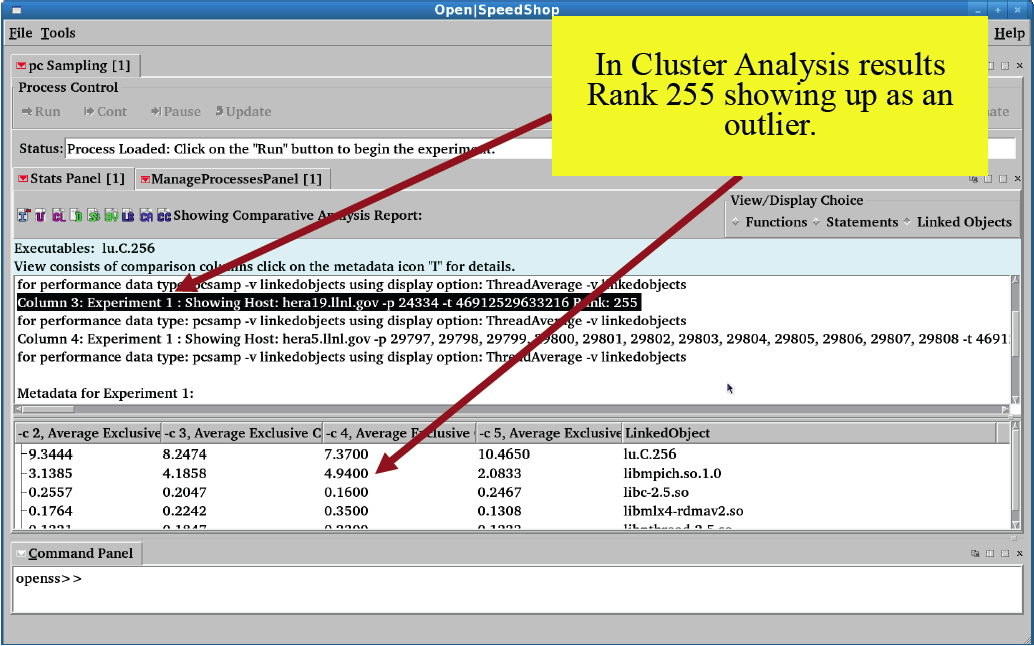 Open|SpeedShop
File Tools Help
In Cluster Analysis results
Rank 255 showing up as an
outlier.
pc Sampling [1]
Process Control
Run Cont Pause Update
Status: Process Loaded: Click on the "Run" button to begin the experiment.
Stats Panel [1] ManageProcessesPanel [1]
View/Display Choice
I U CL CA CC Showing Comparative Analysis Report:
Functions Statements Linked Objects
Executables: lu.C.256
View consists of comparison columns click on the metadata icon "I" for details.
for performance data type: pcsamp -v linkedobjects using display option: ThreadAverage -v linkedobjects
Column 3: Experiment 1 : Showing Host: hera19.llnl.gov -p 24334 -t 46912529633216 Rank: 255
for performance data type: pcsamp -v linkedobjects using display option: ThreadAverage -v linkedobjects
Column 4: Experiment 1 : Showing Host: hera5.llnl.gov -p 29797, 29798, 29799, 29800, 29801, 29802, 29803, 29804, 29805, 29806, 29807, 29808 -t 4691
for performance data type: pcsamp -v linkedobjects using display option: ThreadAverage -v linkedobjects
Metadata for Experiment 1:
-c 2, Average Exclusive -c 3, Average Exclusive C -c 4, Average Exclusive -c 5, Average Exclusive LinkedObject
9.3444 8.2474 7.3700 10.4650 lu.C.256
3.1385 4.1858 4.9400 2.0833 libmpich.so.1.0
0.2557 0.2047 0.1600 0.2467 libc-2.5.so
0.1764 0.2242 0.3500 0.1308 libmlx4-rdmav2.so
Command Panel
openss>>